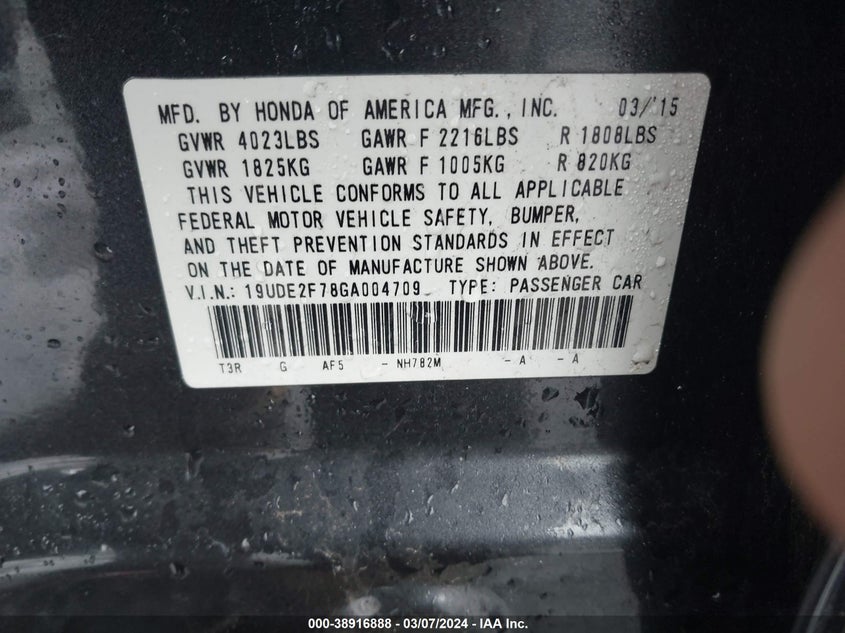 MFD. BY HONDA OF AMERICA MFG., INC. 03/'15
GVWR 4023LBS GAWR F 2216LBS R 1808LBS
GVWR 1825KG GAWR F 1005KG R 820KG
THIS VEHICLE CONFORMS TO ALL APPLICABLE
FEDERAL MOTOR VEHICLE SAFETY, BUMPER,
AND THEFT PREVENTION STANDARDS IN EFFECT
ON THE DATE OF MANUFACTURE SHOWN ABOVE.
V.I.N.: 19UDE2F78GA004709 TYPE: PASSENGER CAR
T3R G AF5 - NH782M - A - A
000-38916888 - 03/07/2024 - IAA Inc.